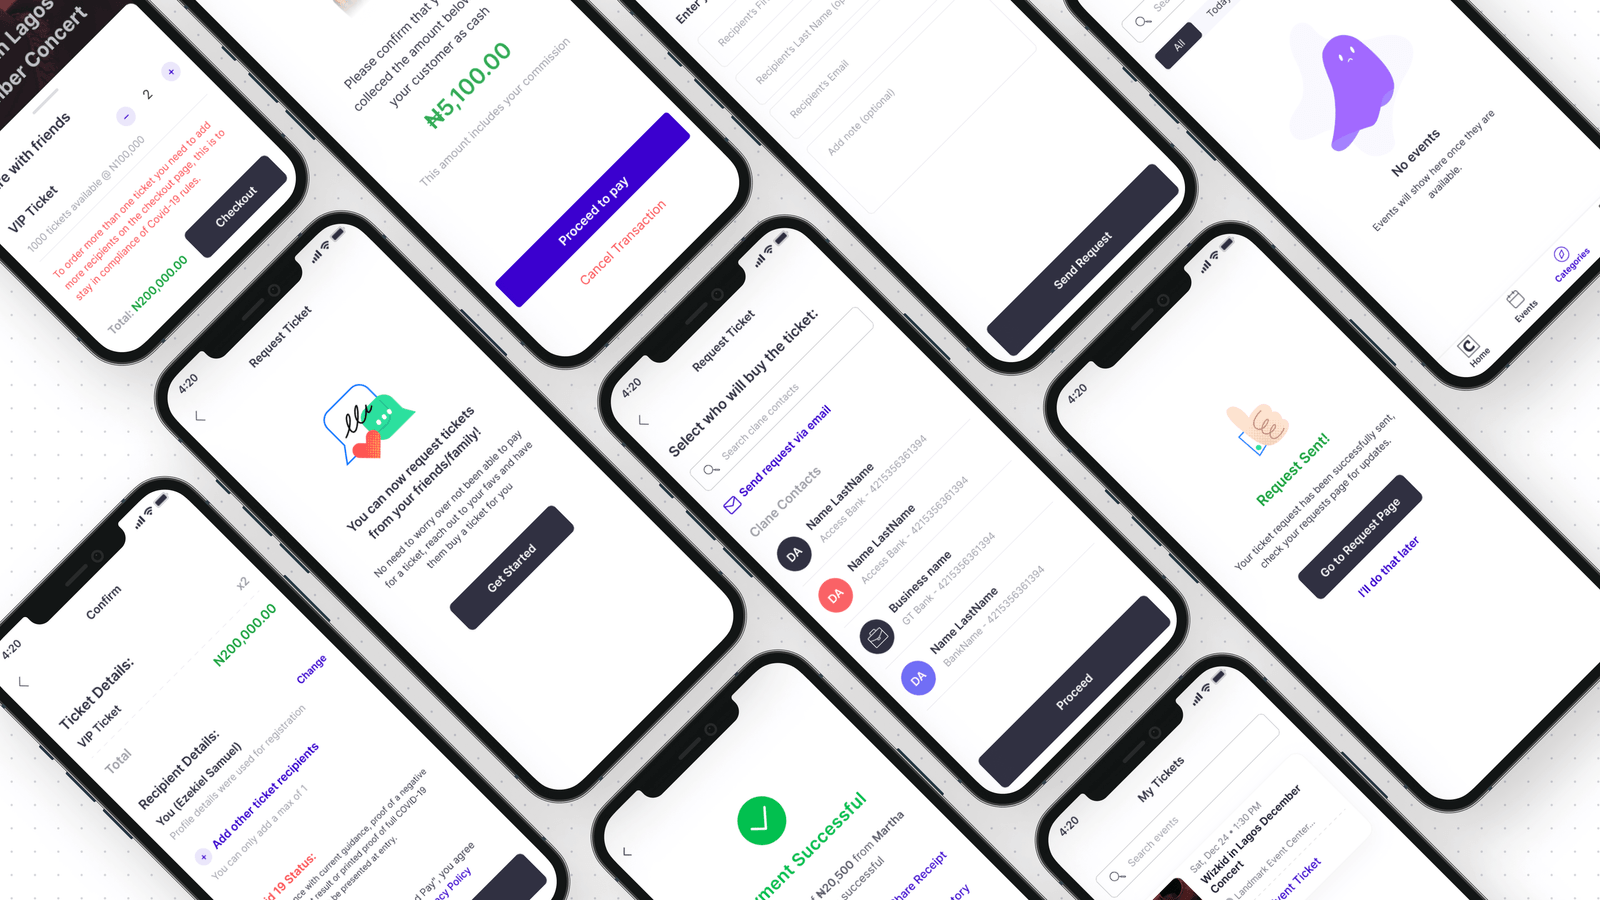 n Lagos
ber Concert
re with friends
VIP Ticket
- 2 +
1000 tickets available @ N100,000
To order more than one ticket you need to add
more recipients on the checkout page, this is to
stay in compliance of Covid-19 rules.
Total: N200,000.00
Checkout
Please confirm that y
colleced the amount below
your customer as cash
₦5,100.00
This amount includes your commission
Proceed to pay
Cancel Transaction
Enter
Recipient's Fir
Recipient's Last Name (op
Recipient's Email
Add note (optional)
Send Request
Sea
All
Today
No events
Events will show here once they are
available.
Home
Events
Categories
4:20
Request Ticket
You can now request tickets
from your friends/family!
No need to worry over not been able to pay
for a ticket, reach out to your favs and have
them buy a ticket for you
Get Started
4:20
Request Ticket
Select who will buy the ticket:
Search clane contacts
Send request via email
Clane Contacts
DA
Name LastName
Access Bank - 4215356361394
DA
Name LastName
Access Bank - 4215356361394
Business name
GT Bank - 4215356361394
DA
Name LastName
BankName - 4215356361394
Proceed
4:20
Request Sent!
Your ticket request has been successfully sent,
check your requests page for updates.
Go to Request Page
I'll do that later
4:20
Confirm
Ticket Details:
VIP Ticket
x2
Total
N200,000.00
Change
Recipient Details:
You (Ezekiel Samuel)
Profile details were used for registration
+ Add other ticket recipients
You can only add a max of 1
d 19 Status:
nce with current guidance, proof of a negative
result or printed proof of full COVID-19
be presented at entry.
d Pay", you agree
cy Policy
ment Successful
of ₦20,500 from Martha
successful
hare Receipt
tory
4:20
My Tickets
Search events
Sat, Dec 24 • 1:30 PM
Wizkid in Lagos December
Concert
Landmark Event Center...
vent Ticket